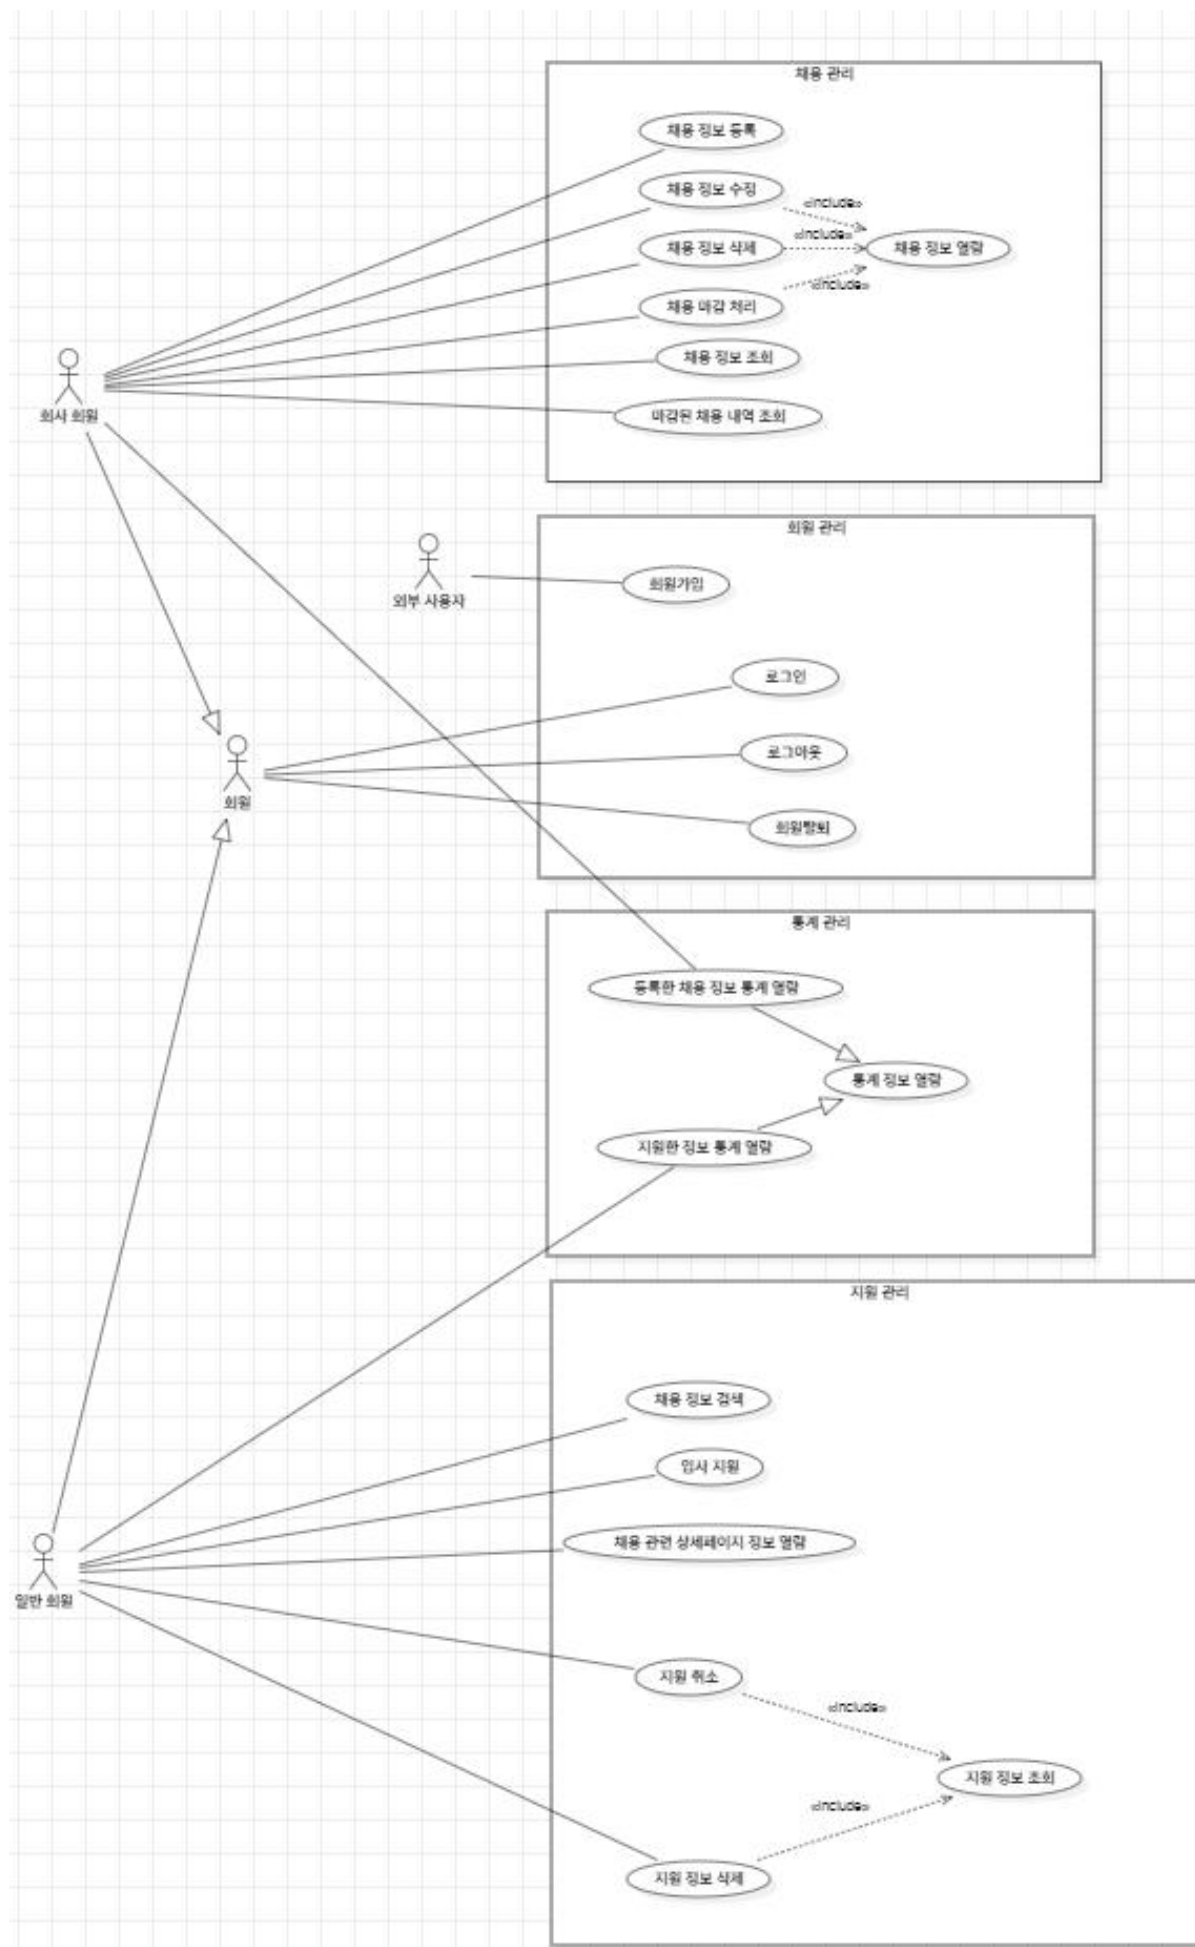 채용 관리
채용 정보 등록
채용 정보 수정
«include»
«include»
채용 정보 삭제
채용 정보 열람
«include»
채용 마감 처리
채용 정보 조회
회사 회원
마감된 채용 내역 조회
회원 관리
외부 사용자
회원가입
로그인
로그아웃
회원
회원탈퇴
통계 관리
등록한 채용 정보 통계 열람
통계 정보 열람
지원한 정보 통계 열람
지원 관리
채용 정보 검색
입사 지원
채용 관련 상세페이지 정보 열람
일반 회원
지원 취소
«include»
지원 정보 조회
«include»
지원 정보 삭제